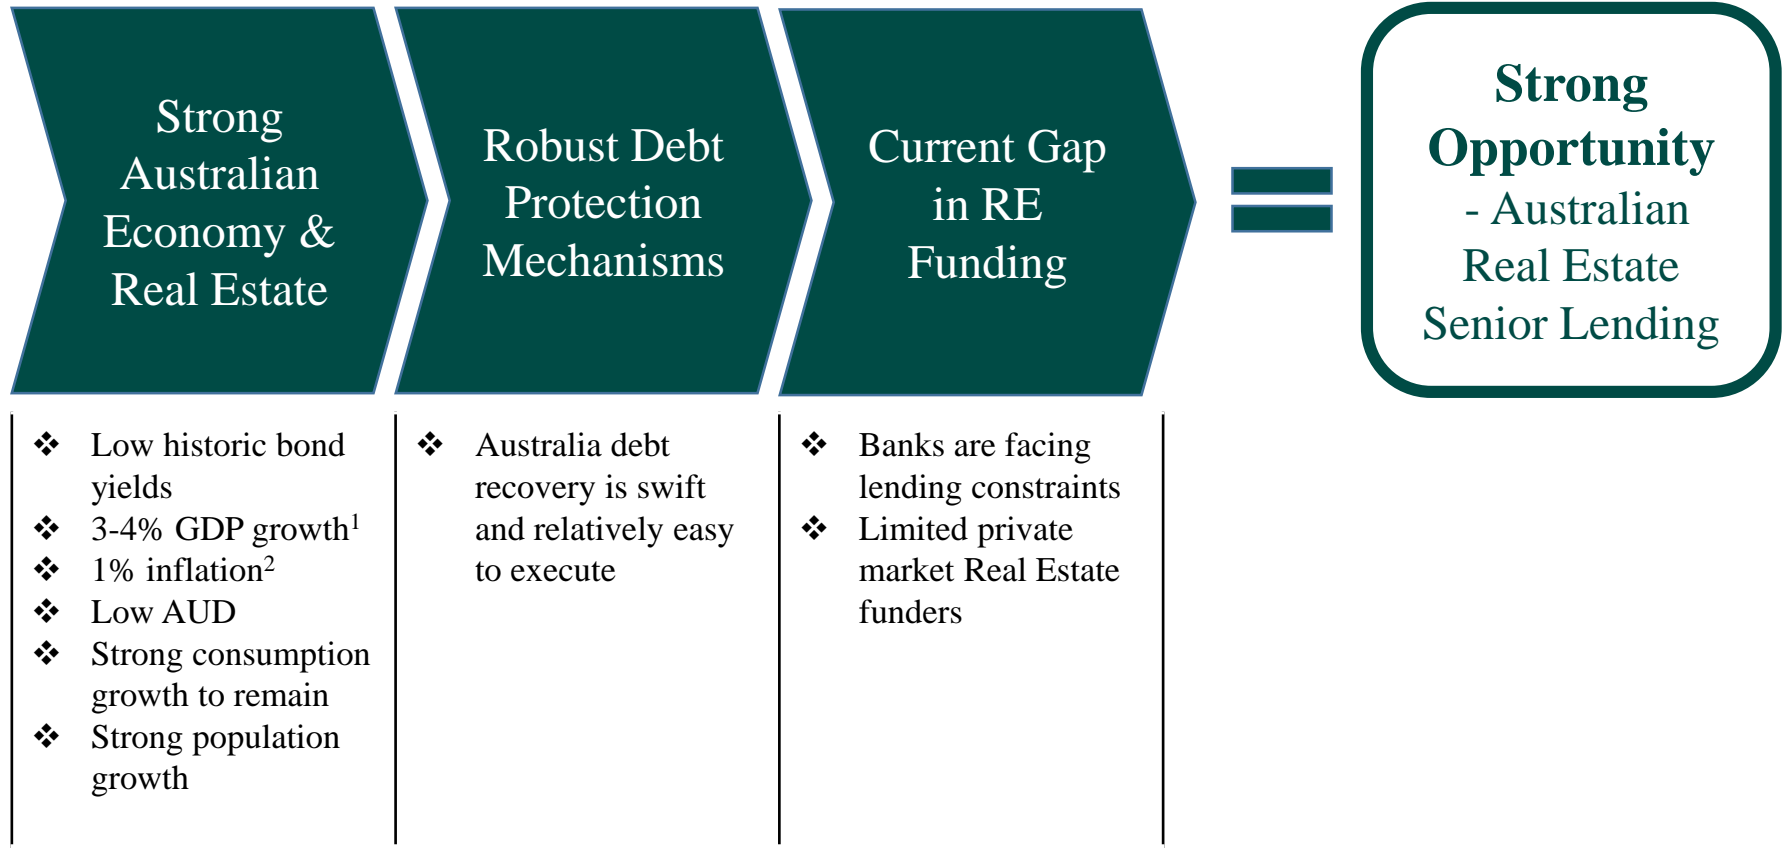 Strong
Australian
Economy &
Real Estate
Robust Debt
Protection
Mechanisms
Current Gap
in RE
Funding
Strong
Opportunity
- Australian
Real Estate
Senior Lending
❖ Low historic bond
yields
❖ 3-4% GDP growth¹
❖ 1% inflation²
❖ Low AUD
❖ Strong consumption
growth to remain
❖ Strong population
growth
❖ Australia debt
recovery is swift
and relatively easy
to execute
❖ Banks are facing
lending constraints
❖ Limited private
market Real Estate
funders